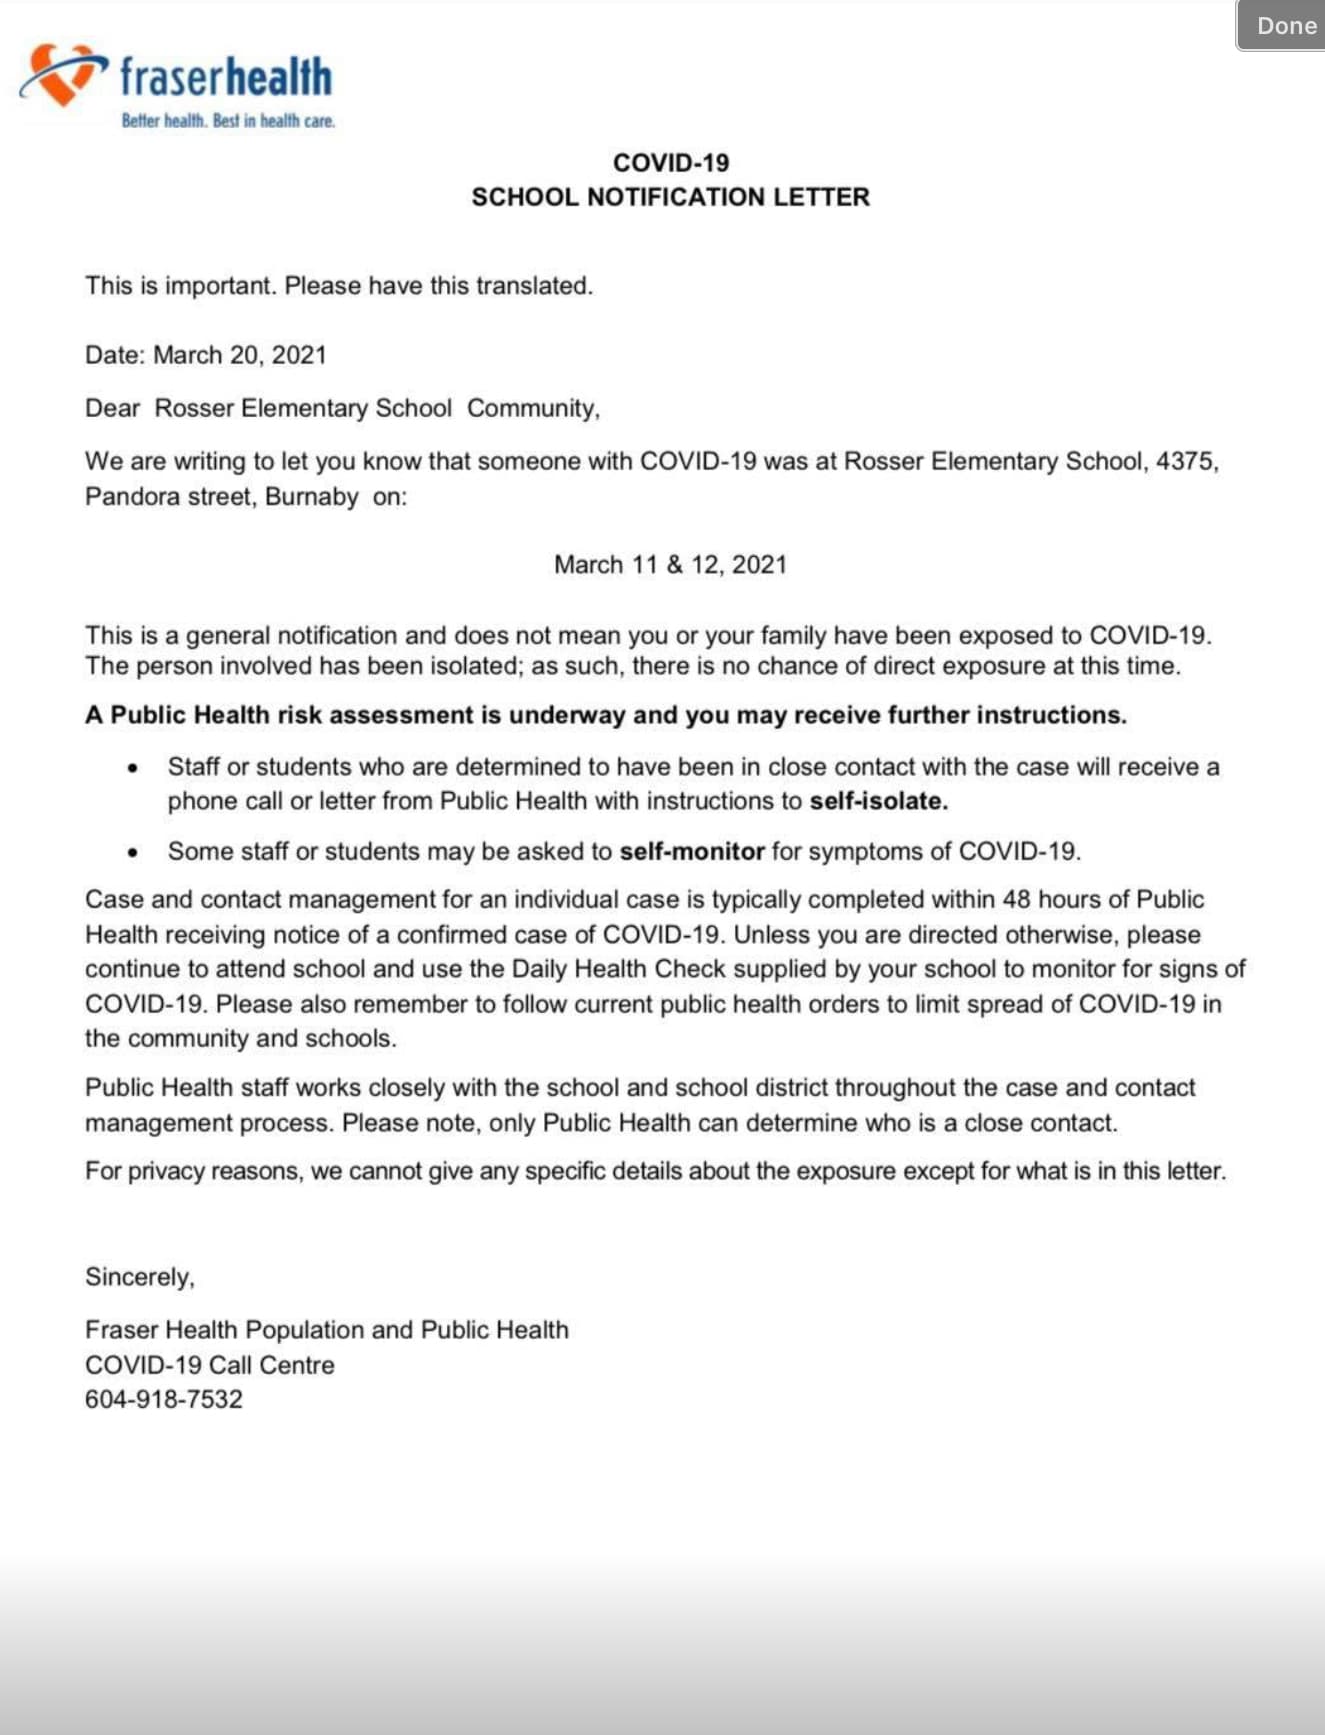 Done
fraserhealth
Better health. Best in health care.
COVID-19
SCHOOL NOTIFICATION LETTER
This is important. Please have this translated.
Date: March 20, 2021
Dear  Rosser Elementary School  Community,
We are writing to let you know that someone with COVID-19 was at Rosser Elementary School, 4375,
Pandora street, Burnaby  on:
March 11 & 12, 2021
This is a general notification and does not mean you or your family have been exposed to COVID-19.
The person involved has been isolated; as such, there is no chance of direct exposure at this time.
A Public Health risk assessment is underway and you may receive further instructions.
• Staff or students who are determined to have been in close contact with the case will receive a
phone call or letter from Public Health with instructions to self-isolate.
• Some staff or students may be asked to self-monitor for symptoms of COVID-19.
Case and contact management for an individual case is typically completed within 48 hours of Public
Health receiving notice of a confirmed case of COVID-19. Unless you are directed otherwise, please
continue to attend school and use the Daily Health Check supplied by your school to monitor for signs of
COVID-19. Please also remember to follow current public health orders to limit spread of COVID-19 in
the community and schools.
Public Health staff works closely with the school and school district throughout the case and contact
management process. Please note, only Public Health can determine who is a close contact.
For privacy reasons, we cannot give any specific details about the exposure except for what is in this letter.
Sincerely,
Fraser Health Population and Public Health
COVID-19 Call Centre
604-918-7532